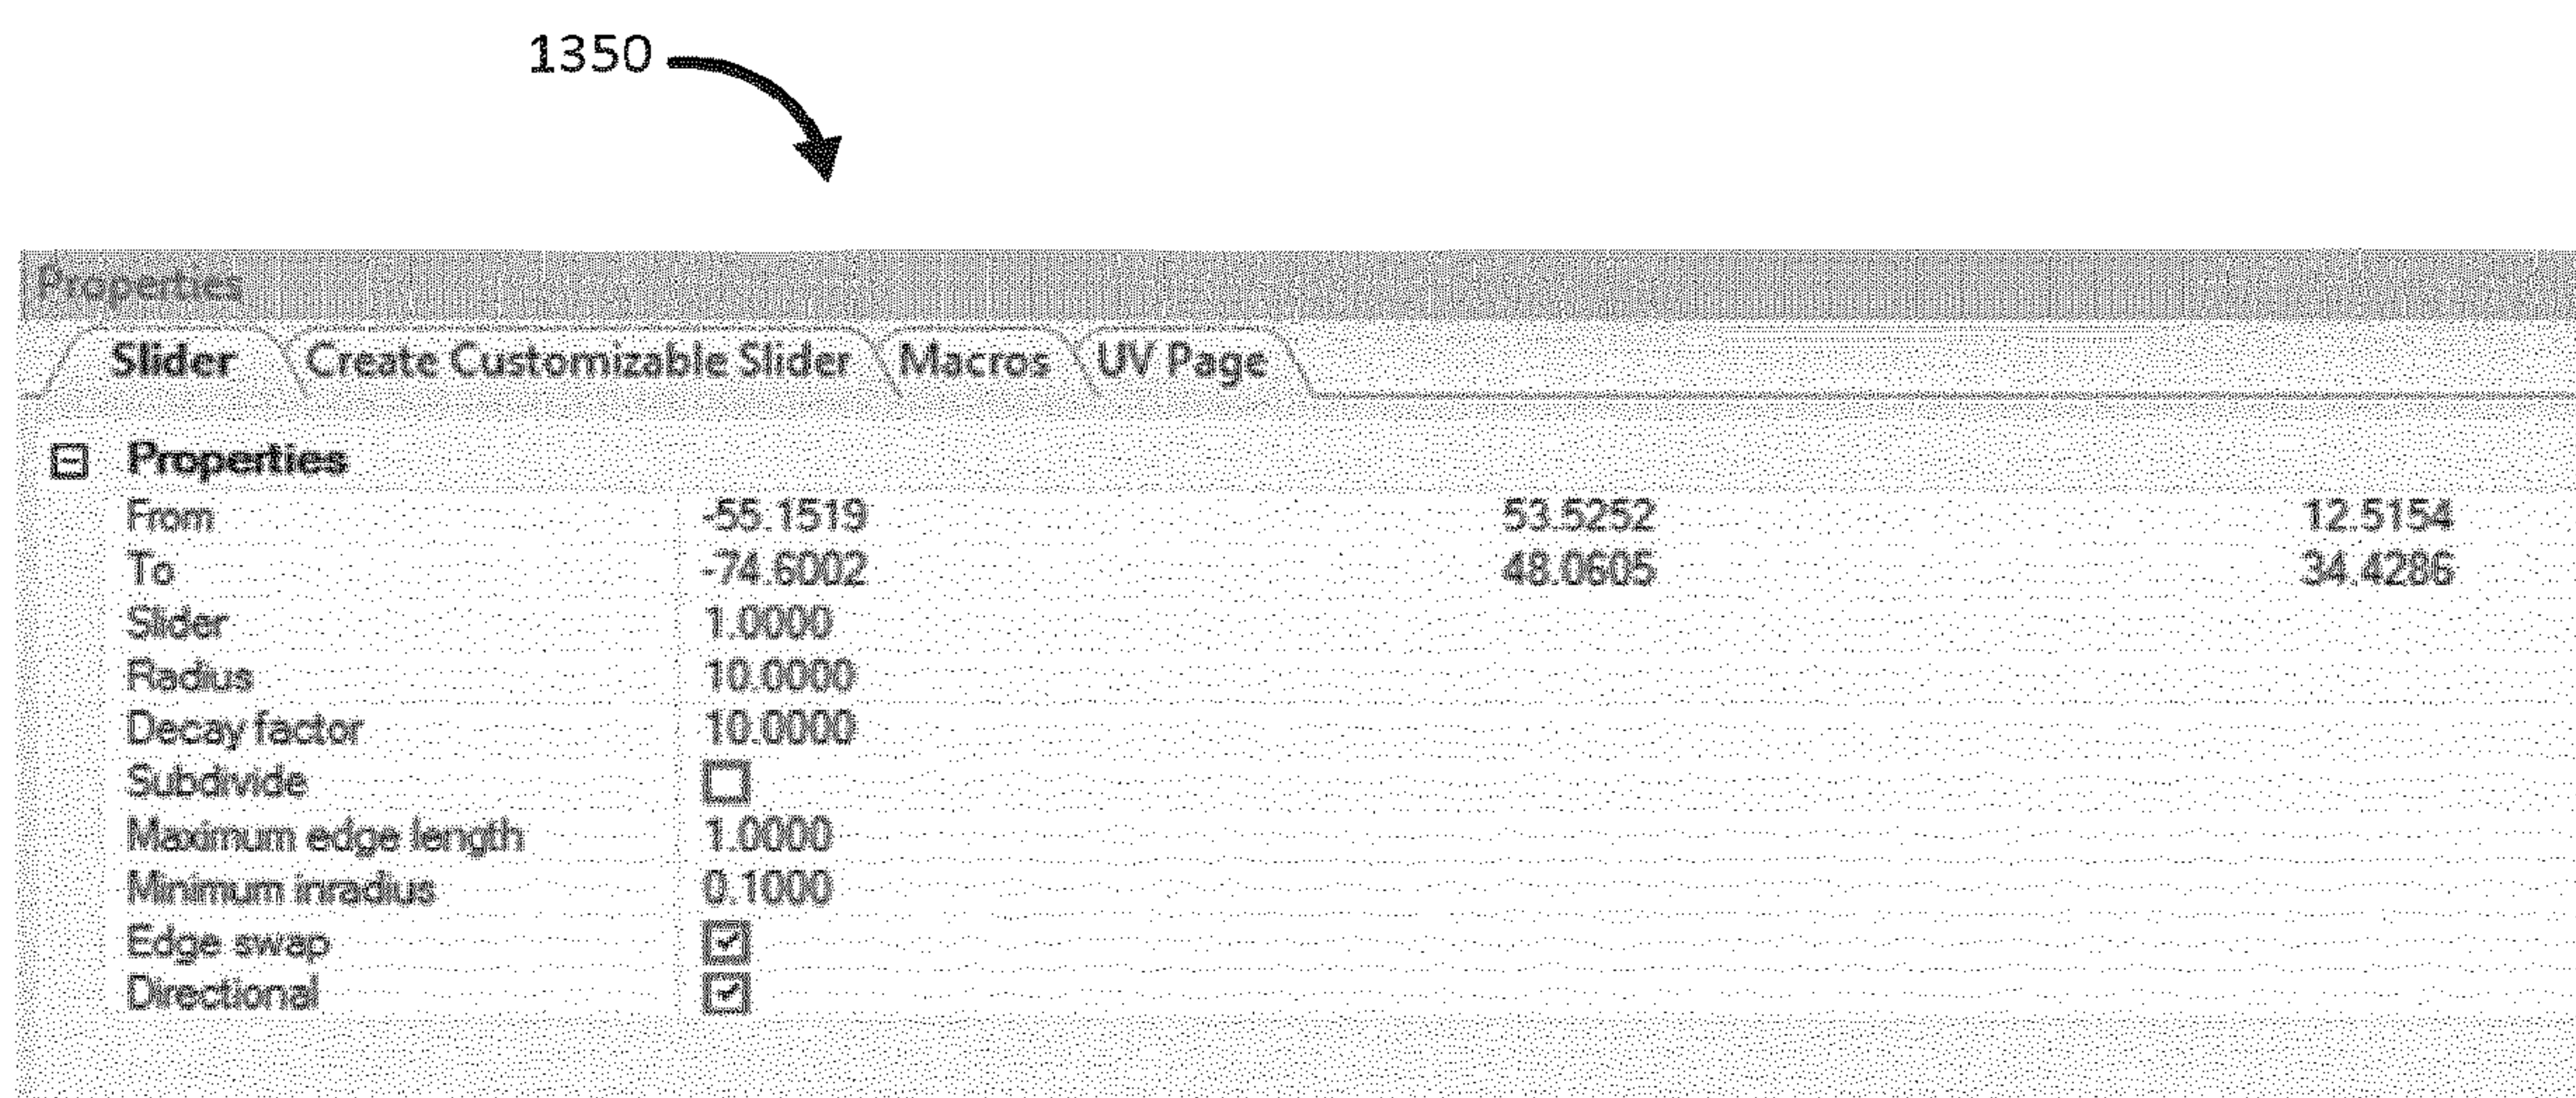 1350
Properties
Slider Create Customizable Slider Macros UV Page
Properties
From -55.1519 53.5252 12.5154
To -74.6002 48.0605 34.4286
Slider 1.0000
Radius 10.0000
Decay factor 10.0000
Subdivide
Maximum edge length 1.0000
Minimum inradius 0.1000
Edge swap
Directional